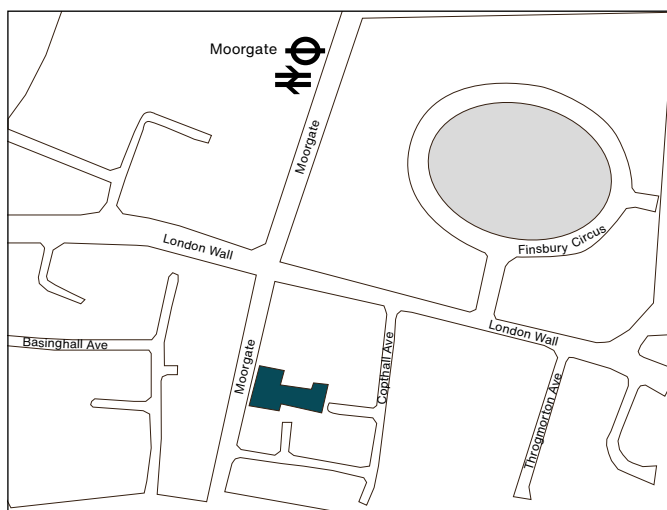 Moorgate
Moorgate
Finsbury Circus
London Wall
London Wall
Basinghall Ave
Moorgate
Copthall Ave
Throgmorton Ave